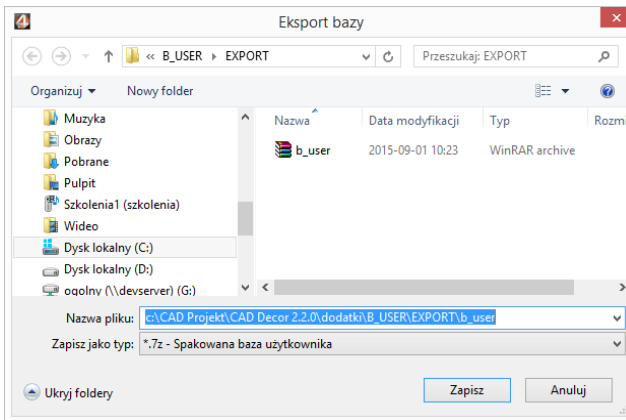 Eksport bazy
« B_USER ▸ EXPORT
Przeszukaj: EXPORT
Organizuj
Nowy folder
Nazwa Data modyfikacji Typ Rozmi
Muzyka
Obrazy
Pobrane
Pulpit
Szkolenia1 (szkolenia)
Wideo
Dysk lokalny (C:)
Dysk lokalny (D:)
ogolny (\\devserver) (G:)
b_user 2015-09-01 10:23 WinRAR archive
Nazwa pliku: c:\CAD Projekt\CAD Decor 2.2.0\dodatki\B_USER\EXPORT\b_user
Zapisz jako typ: *.7z - Spakowana baza użytkownika
Ukryj foldery
Zapisz
Anuluj